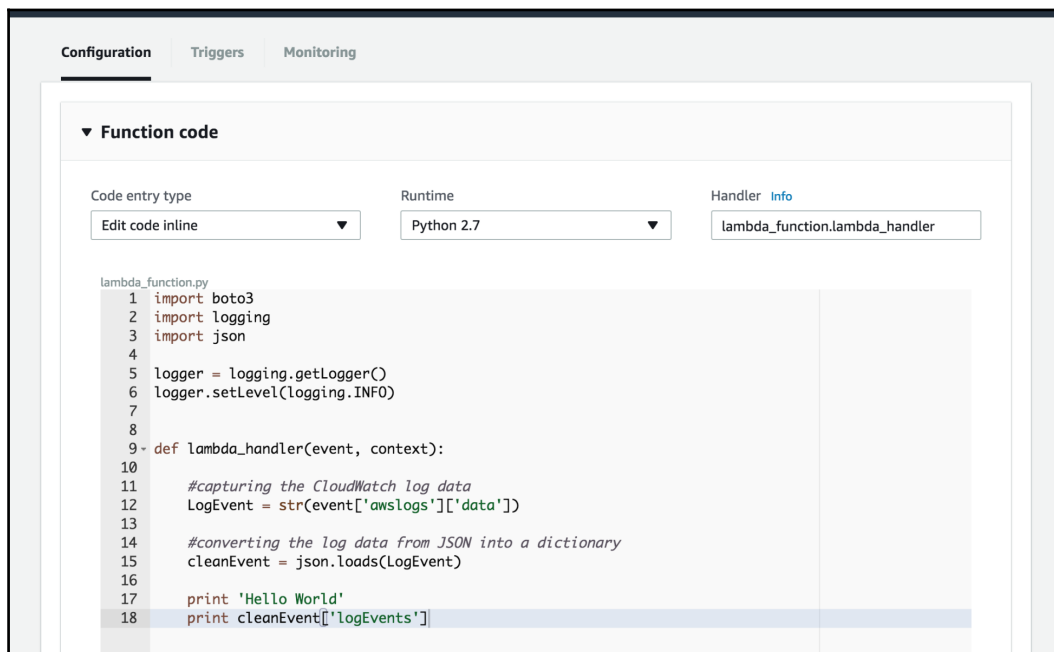 Configuration Triggers Monitoring
▼ Function code
Code entry type Runtime Handler Info
Edit code inline ▼ Python 2.7 ▼ lambda_function.lambda_handler
lambda_function.py
1 import boto3
2 import logging
3 import json
4
5 logger = logging.getLogger()
6 logger.setLevel(logging.INFO)
7
8
9 def lambda_handler(event, context):
10
11 #capturing the CloudWatch log data
12 LogEvent = str(event['awslogs']['data'])
13
14 #converting the log data from JSON into a dictionary
15 cleanEvent = json.loads(LogEvent)
16
17 print 'Hello World'
18 print cleanEvent['logEvents']